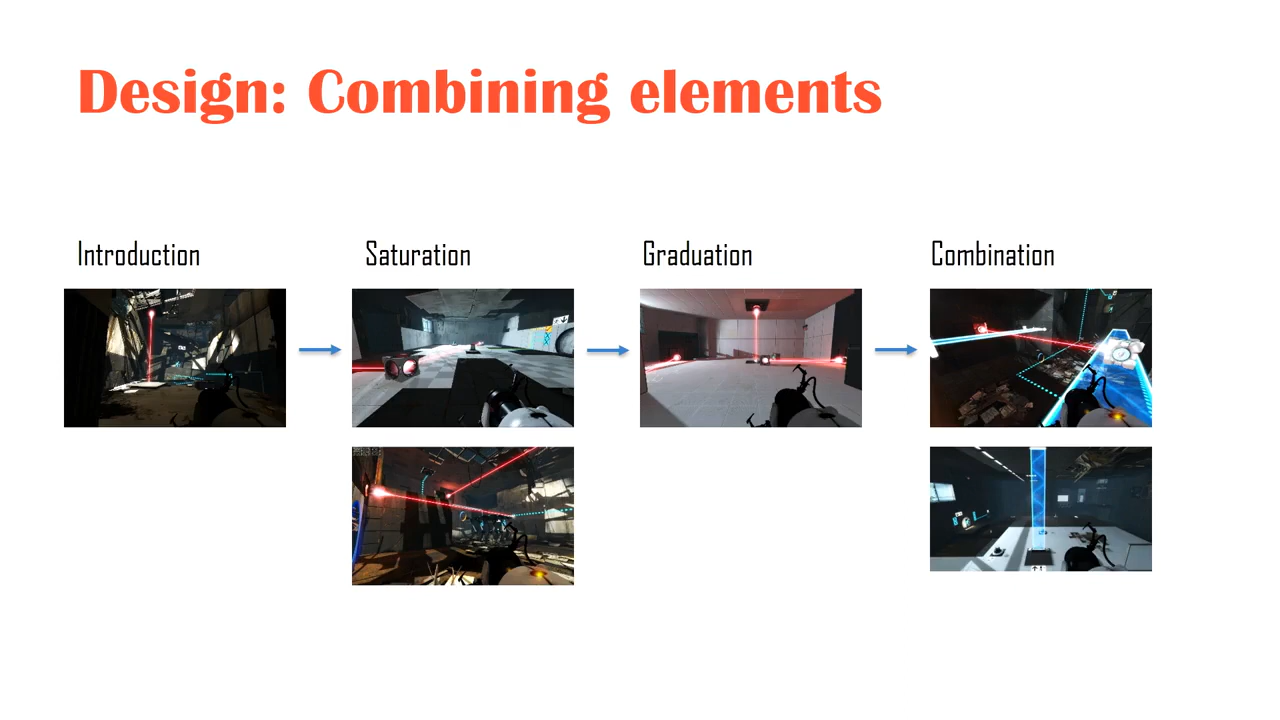 Design: Combining elements
Introduction
Saturation
Graduation
Combination